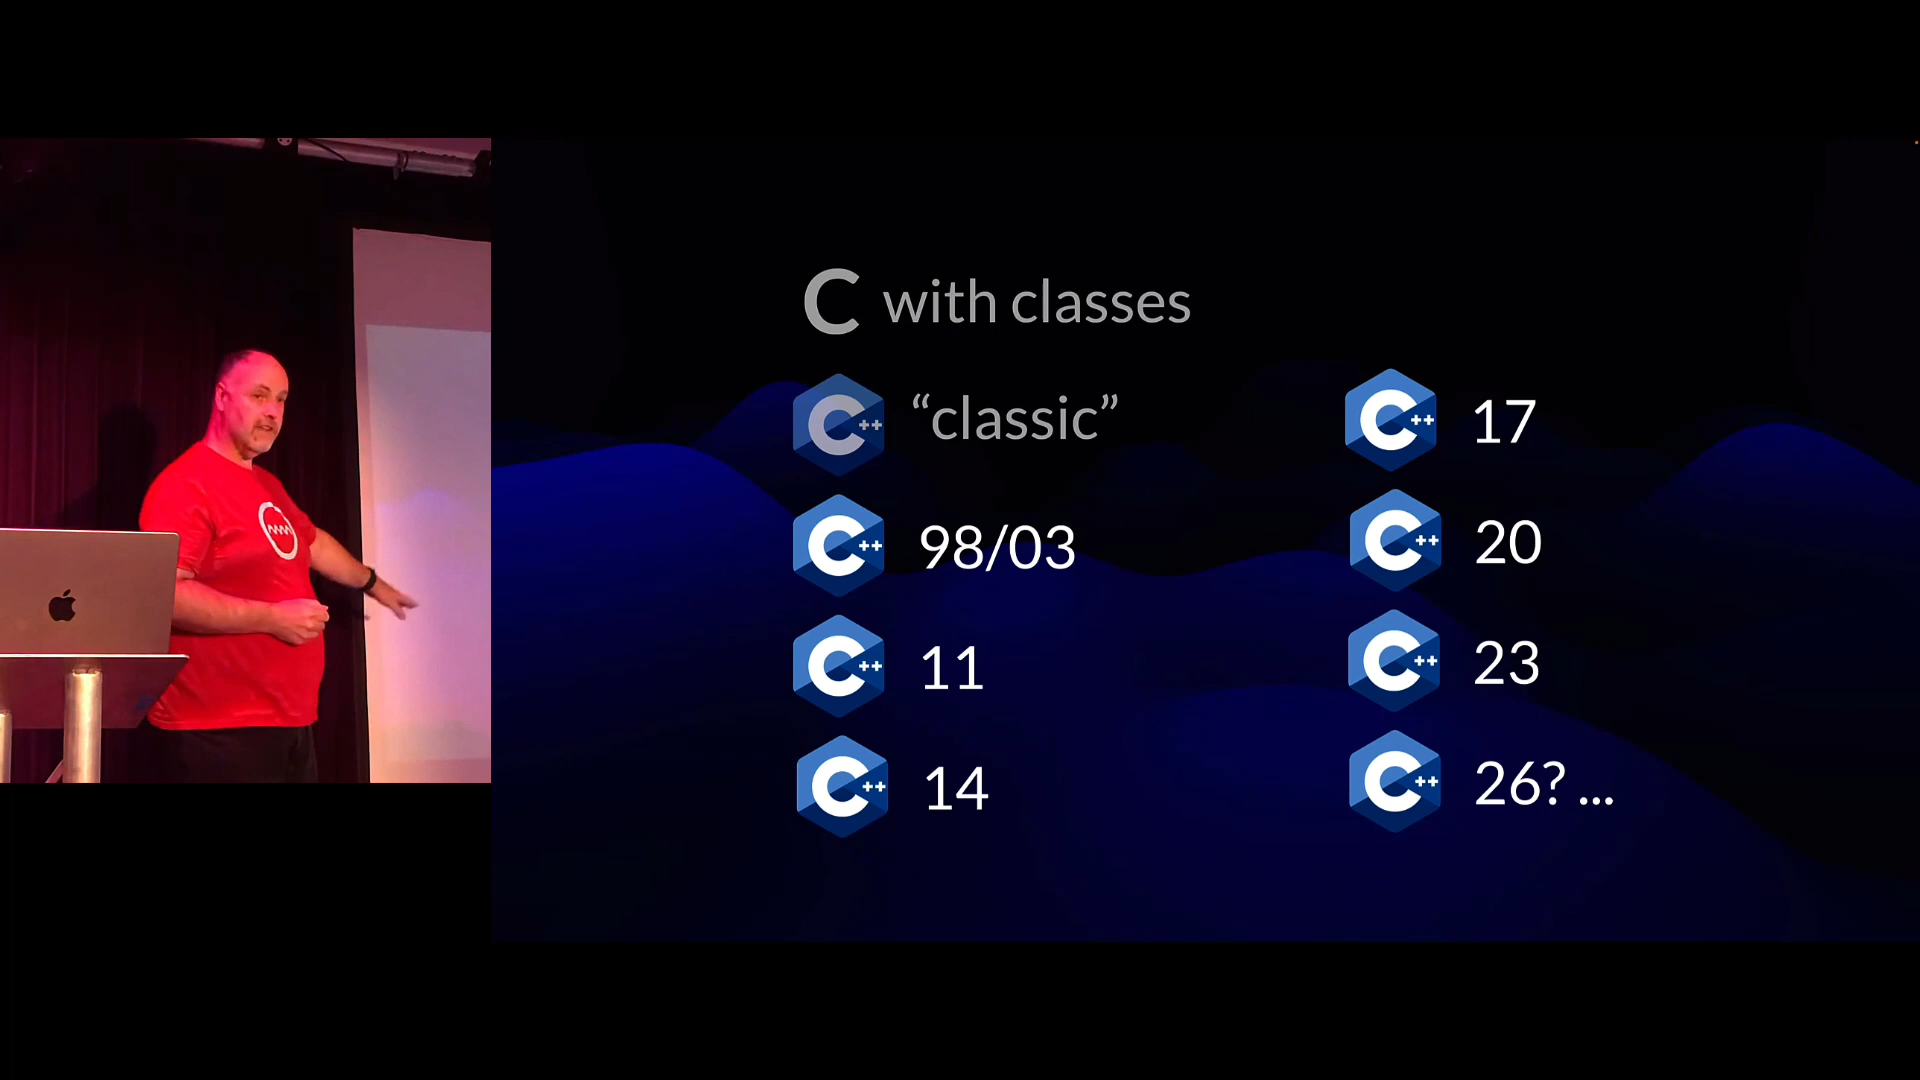 C with classes
C++ “classic”
C++ 98/03
C++ 11
C++ 14
C++ 17
C++ 20
C++ 23
C++ 26? ...